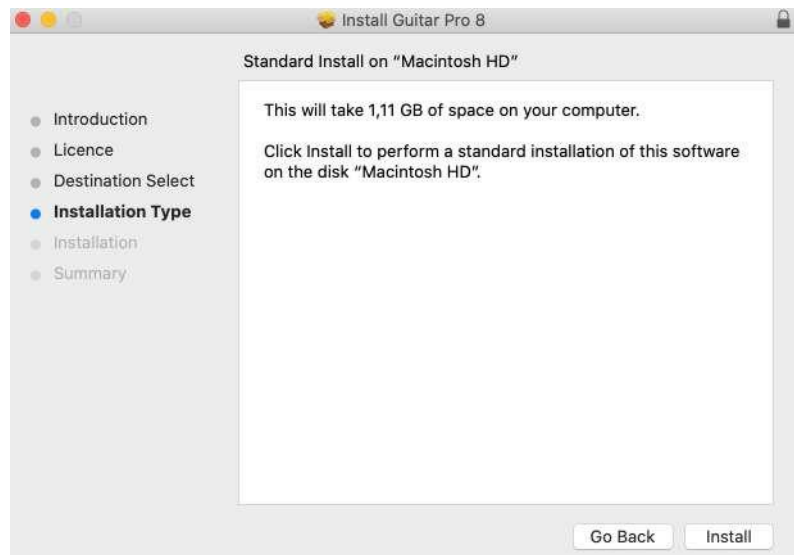 Install Guitar Pro 8
Standard Install on "Macintosh HD"
Introduction
Licence
Destination Select
Installation Type
Installation
Summary
This will take 1,11 GB of space on your computer.
Click Install to perform a standard installation of this software
on the disk "Macintosh HD".
Go Back
Install